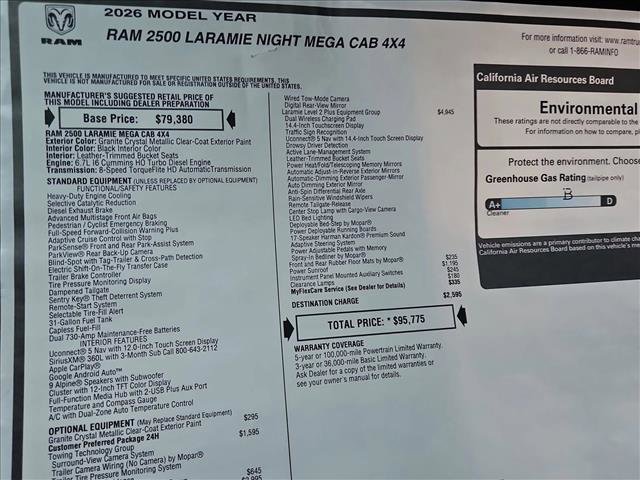 2026 MODEL YEAR
RAM 2500 LARAMIE NIGHT MEGA CAB 4X4
RAM
For more information visit: www.ramtru
or call 1-866-RAMINFO
THIS VEHICLE IS MANUFACTURED TO MEET SPECIFIC UNITED STATES REQUIREMENTS. THIS
VEHICLE IS NOT MANUFACTURED FOR SALE OR REGISTRATION OUTSIDE OF THE UNITED STATES.
MANUFACTURER'S SUGGESTED RETAIL PRICE OF
THIS MODEL INCLUDING DEALER PREPARATION
Base Price: $79,380
RAM 2500 LARAMIE MEGA CAB 4X4
Exterior Color: Granite Crystal Metallic Clear-Coat Exterior Paint
Interior Color: Black Interior Color
Interior: Leather-Trimmed Bucket Seats
Engine: 6.7L I6 Cummins HO Turbo Diesel Engine
Transmission: 8-Speed TorqueFlite HD AutomaticTransmission
STANDARD EQUIPMENT (UNLESS REPLACED BY OPTIONAL EQUIPMENT)
FUNCTIONAL/SAFETY FEATURES
Heavy-Duty Engine Cooling
Selective Catalytic Reduction
Diesel Exhaust Brake
Advanced Multistage Front Air Bags
Pedestrian / Cyclist Emergency Braking
Full-Speed Forward-Collision Warning Plus
Adaptive Cruise Control with Stop
ParkSense® Front and Rear Park-Assist System
ParkView® Rear Back-Up Camera
Blind-Spot with Tag-Trailer & Cross-Path Detection
Electric Shift-On-The-Fly Transfer Case
Trailer Brake Controller
Tire Pressure Monitoring Display
Dampened Tailgate
Sentry Key® Theft Deterrent System
Remote-Start System
Selectable Tire-Fill Alert
31-Gallon Fuel Tank
Capless Fuel-Fill
Dual 730-Amp Maintenance-Free Batteries
INTERIOR FEATURES
Uconnect® 5 Nav with 12.0-Inch Touch Screen Display
SiriusXM® 360L with 3-Month Sub Call 800-643-2112
Apple CarPlay®
Google Android Auto™
9 Alpine® Speakers with Subwoofer
Cluster with 12-Inch TFT Color Display
Full-Function Media Hub with 2-USB Plus Aux Port
Temperature and Compass Gauge
A/C with Dual-Zone Auto Temperature Control
OPTIONAL EQUIPMENT (May Replace Standard Equipment)
Granite Crystal Metallic Clear-Coat Exterior Paint $295
Customer Preferred Package 24H
Towing Technology Group $1,595
Surround-View Camera System
Trailer Camera Wiring (No Camera) by Mopar®
Trailer Tire Pressure Monitoring System
$645
$2,995
Wired Tow-Mode Camera
Digital Rear-View Mirror
Laramie Level 2 Plus Equipment Group $4,945
Dual Wireless Charging Pad
14.4-Inch Touchscreen Display
Traffic Sign Recognition
Uconnect® 5 Nav with 14.4-Inch Touch Screen Display
Drowsy Driver Detection
Active Lane-Management System
Leather-Trimmed Bucket Seats
Power Heat/Fold/Telescoping Memory Mirrors
Automatic Adjust-in-Reverse Exterior Mirrors
Automatic-Dimming Exterior Passenger-Mirror
Auto Dimming Exterior Mirror
Anti-Spin Differential Rear Axle
Rain-Sensitive Windshield Wipers
Remote Tailgate-Release
Center Stop Lamp with Cargo-View Camera
LED Bed Lighting
Deployable Bed-Step by Mopar®
Power Deployable Running Boards
17-Speaker Harman Kardon® Premium Sound
Adaptive Steering System
Power Adjustable Pedals with Memory
Spray-In Bedliner by Mopar®
Front and Rear Rubber Floor Mats by Mopar® $235
Power Sunroof $1,195
Instrument Panel Mounted Auxiliary Switches $245
Clearance Lamps $180
MyFlexCare Service (See Dealer for Details) $335
DESTINATION CHARGE $2,595
TOTAL PRICE: * $95,775
WARRANTY COVERAGE
5-year or 100,000-mile Powertrain Limited Warranty.
3-year or 36,000-mile Basic Limited Warranty.
Ask Dealer for a copy of the limited warranties or
see your owner's manual for details.
California Air Resources Board
Environmental
These ratings are not directly comparable to the
For information on how to compare, pl
Protect the environment. Choose
Greenhouse Gas Rating (tailpipe only)
B
A+
D
Cleaner
Vehicle emissions are a primary contributor to climate cha
California Air Resources Board based on this vehicle's me